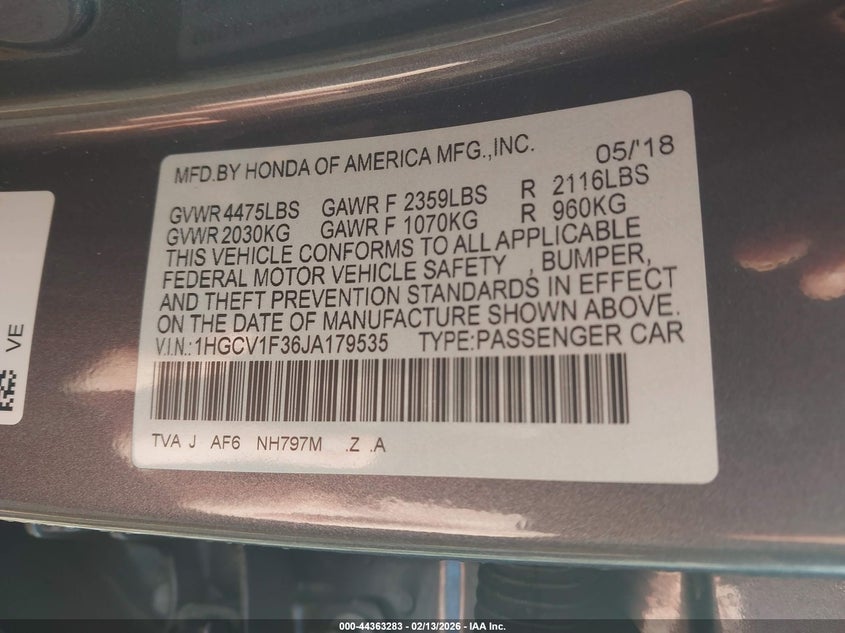 MFD.BY HONDA OF AMERICA MFG.,INC. 05/'18
GVWR 4475LBS GAWR F 2359LBS R 2116LBS
GVWR 2030KG GAWR F 1070KG R 960KG
THIS VEHICLE CONFORMS TO ALL APPLICABLE
FEDERAL MOTOR VEHICLE SAFETY , BUMPER,
AND THEFT PREVENTION STANDARDS IN EFFECT
ON THE DATE OF MANUFACTURE SHOWN ABOVE.
V.I.N.:1HGCV1F36JA179535 TYPE:PASSENGER CAR
TVA J AF6 NH797M .Z .A
VE
000-44363283 - 02/13/2026 - IAA Inc.